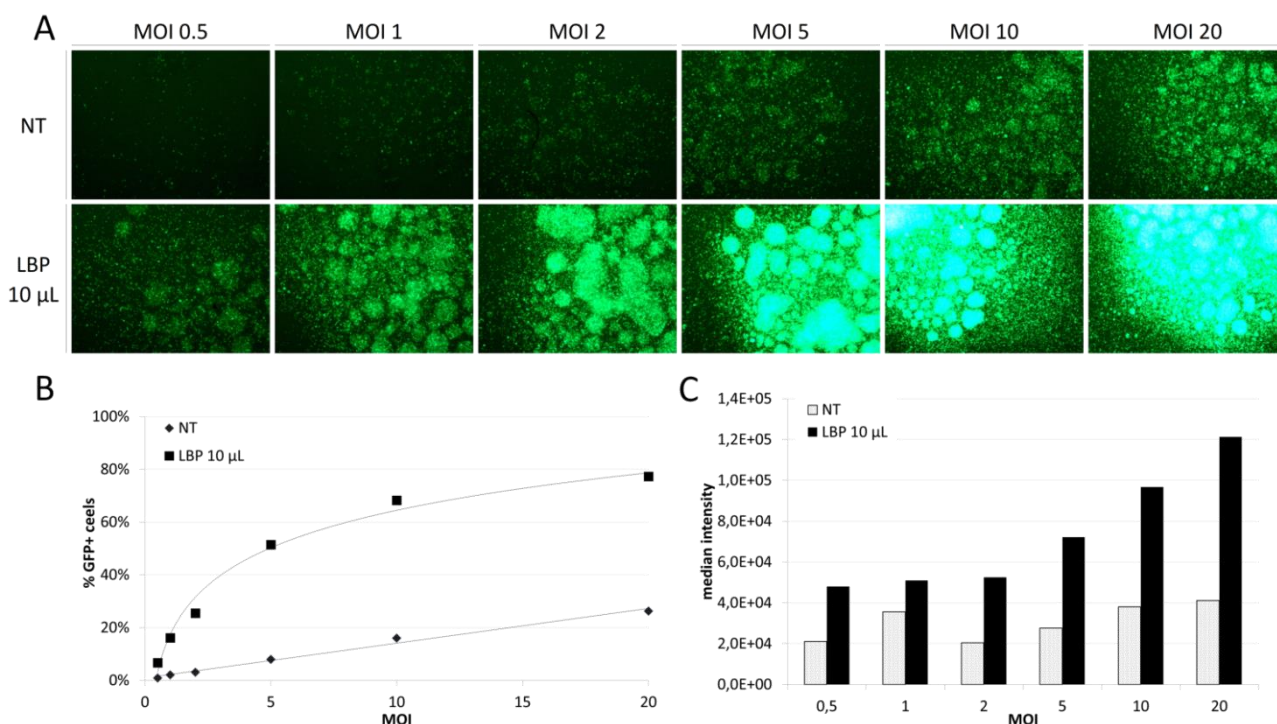 A
MOI 0.5 MOI 1 MOI 2 MOI 5 MOI 10 MOI 20
NT
LBP
10 µL
B
100%
80%
60%
40%
20%
0%
% GFP+ ceels
NT
LBP 10 µL
0 5 10 15 20
MOI
C
1,4E+05
1,2E+05
1,0E+05
8,0E+04
6,0E+04
4,0E+04
2,0E+04
0,0E+00
median intensity
NT
LBP 10 µL
0,5 1 2 5 10 20
MOI